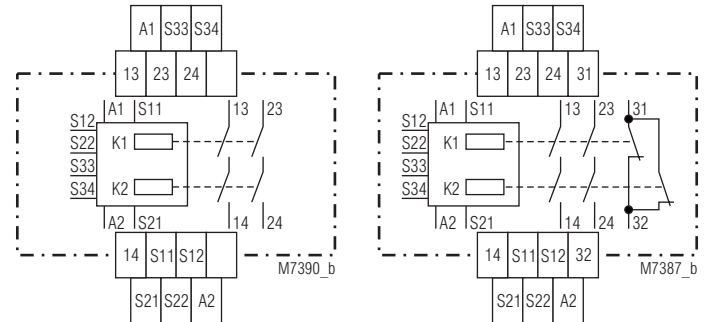 A1 S33 S34
13 23 24
A1 S11 13 23
S12
S22 K1
S33
S34 K2
A2 S21 14 24
14 S11 S12
M7390_b
S21 S22 A2
A1 S33 S34
13 23 24 31
A1 S11 13 23 31
S12
S22 K1
S33
S34 K2
A2 S21 14 24 32
14 S11 S12 32
M7387_b
S21 S22 A2